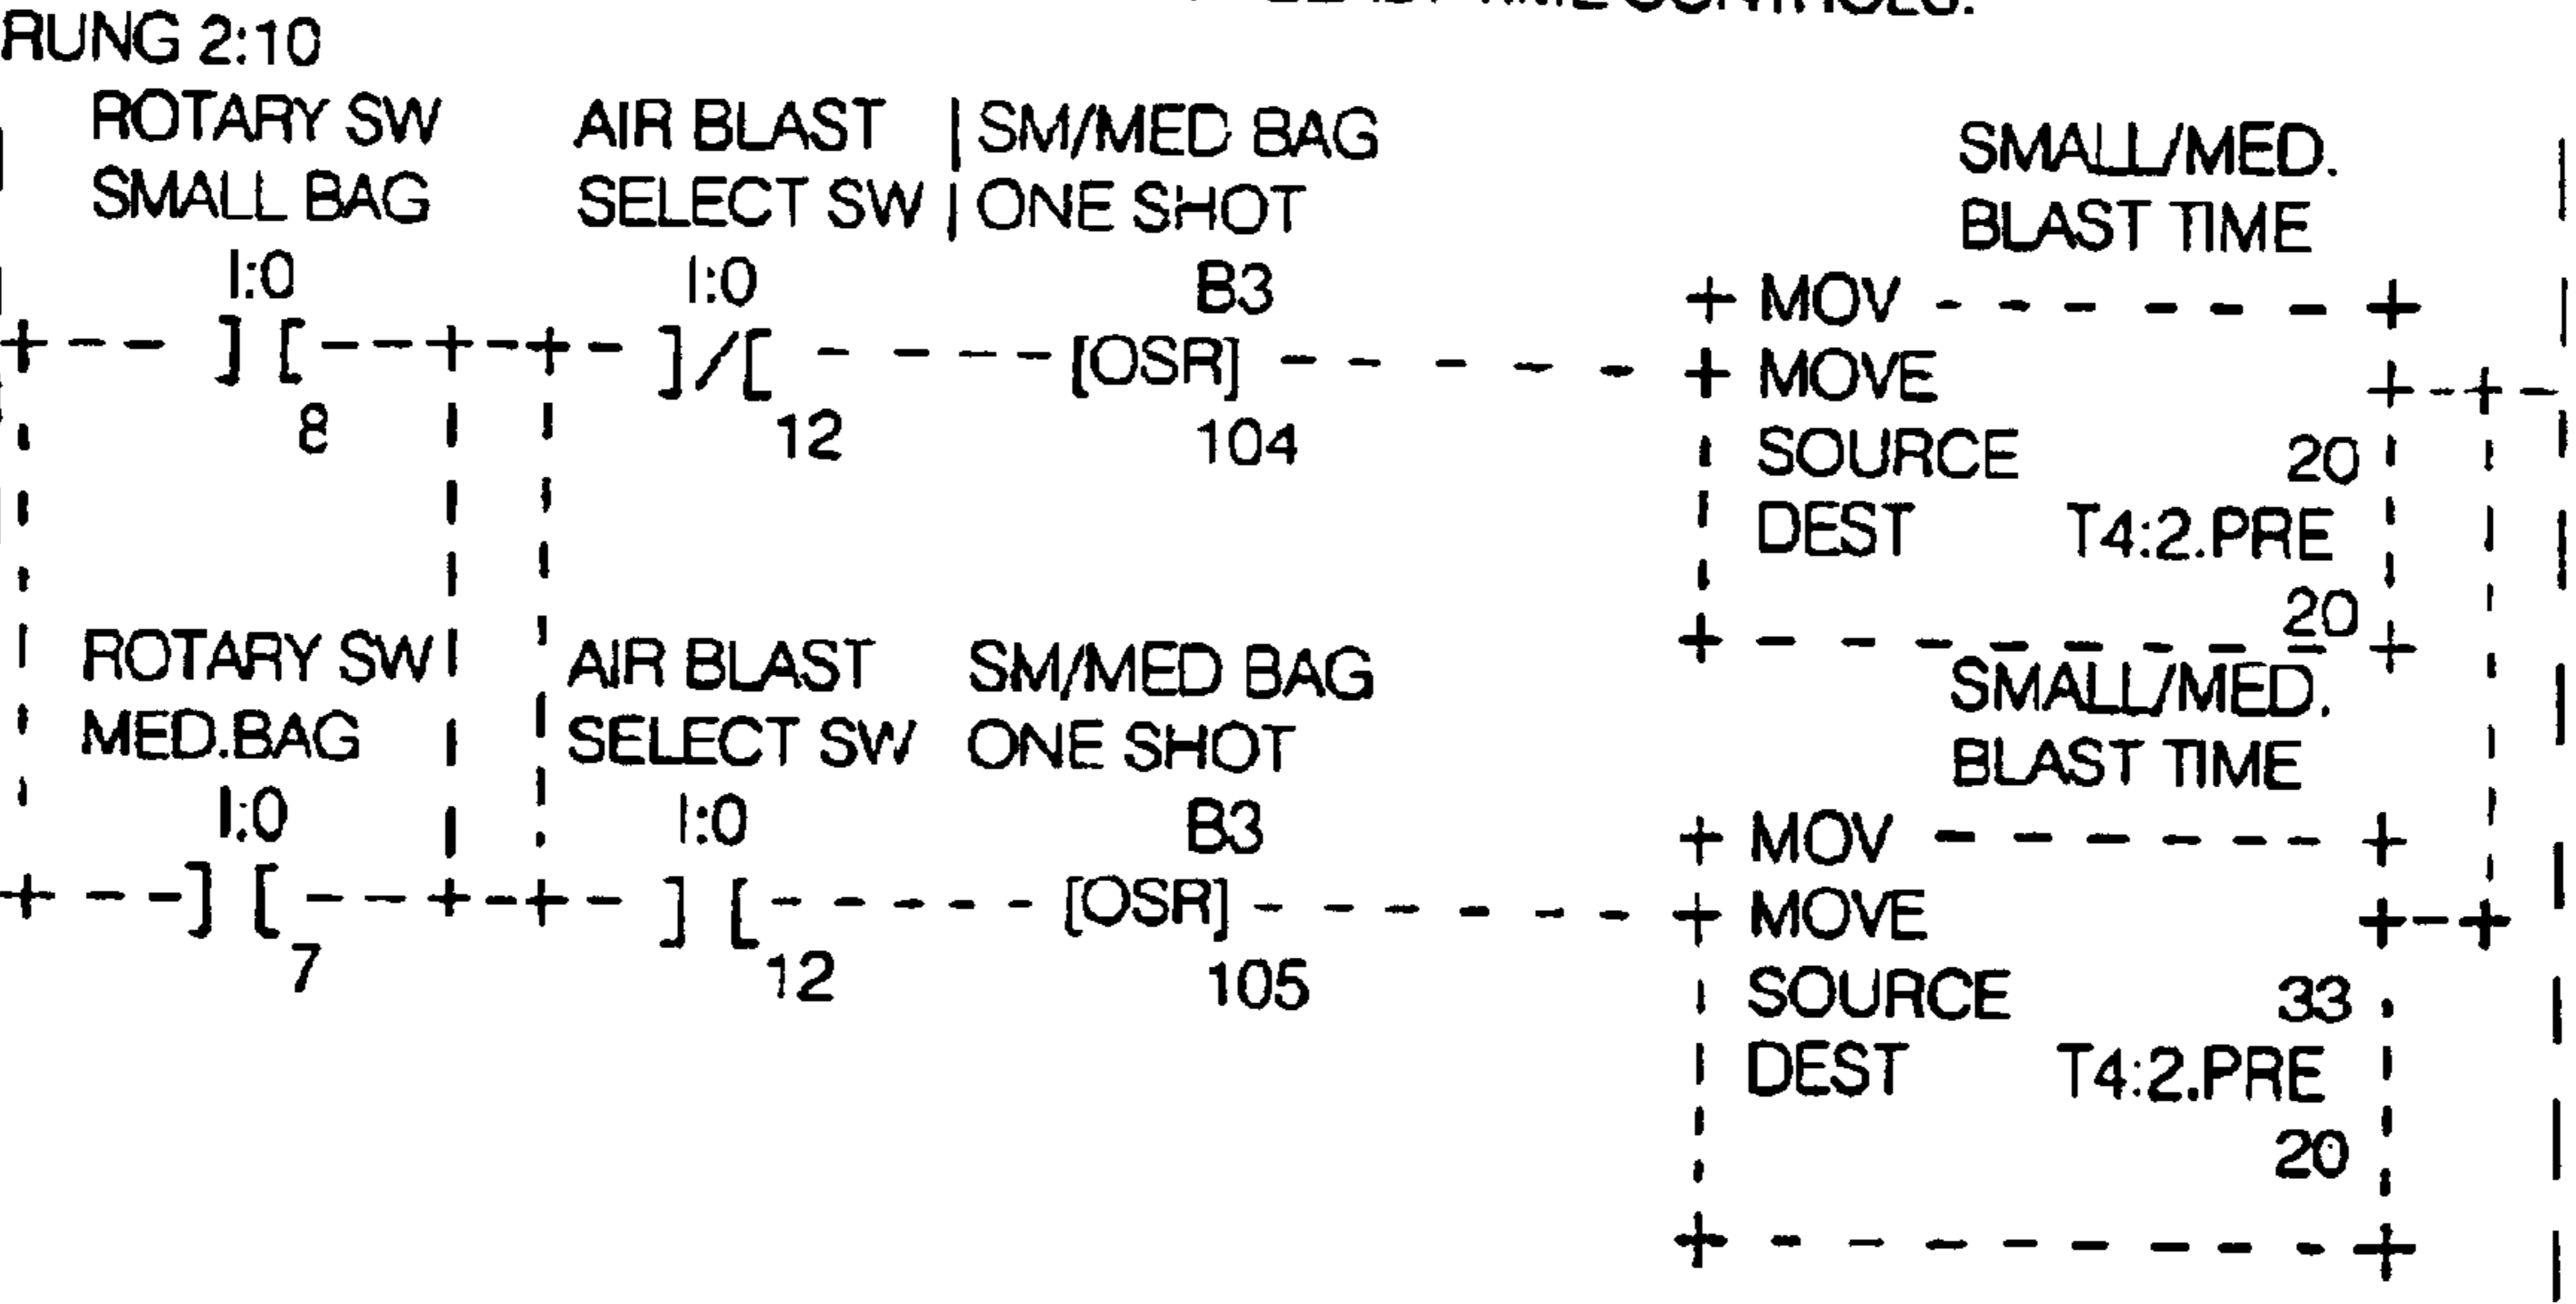 BLAST TIME CONTROLS.
RUNG 2:10
ROTARY SW AIR BLAST | SM/MED BAG SMALL/MED.
SMALL BAG SELECT SW | ONE SHOT BLAST TIME
I:0 I:0 B3
+ MOV - - - - - - +
+--- ] [---+--+-- ]/[ - ----[OSR] - - - - - + MOVE +--+-
8 12 104 SOURCE 20
DEST T4:2.PRE
20
+ - - - - - - - - +
ROTARY SW AIR BLAST SM/MED BAG SMALL/MED.
MED.BAG SELECT SW ONE SHOT BLAST TIME
I:0 I:0 B3
+ MOV - - - - - - +
+ - --] [---+--+-- ] [- - - - - [OSR] - - - - - - + MOVE +--+
7 12 105 SOURCE 33
DEST T4:2.PRE
20
+ - - - - - - - - +